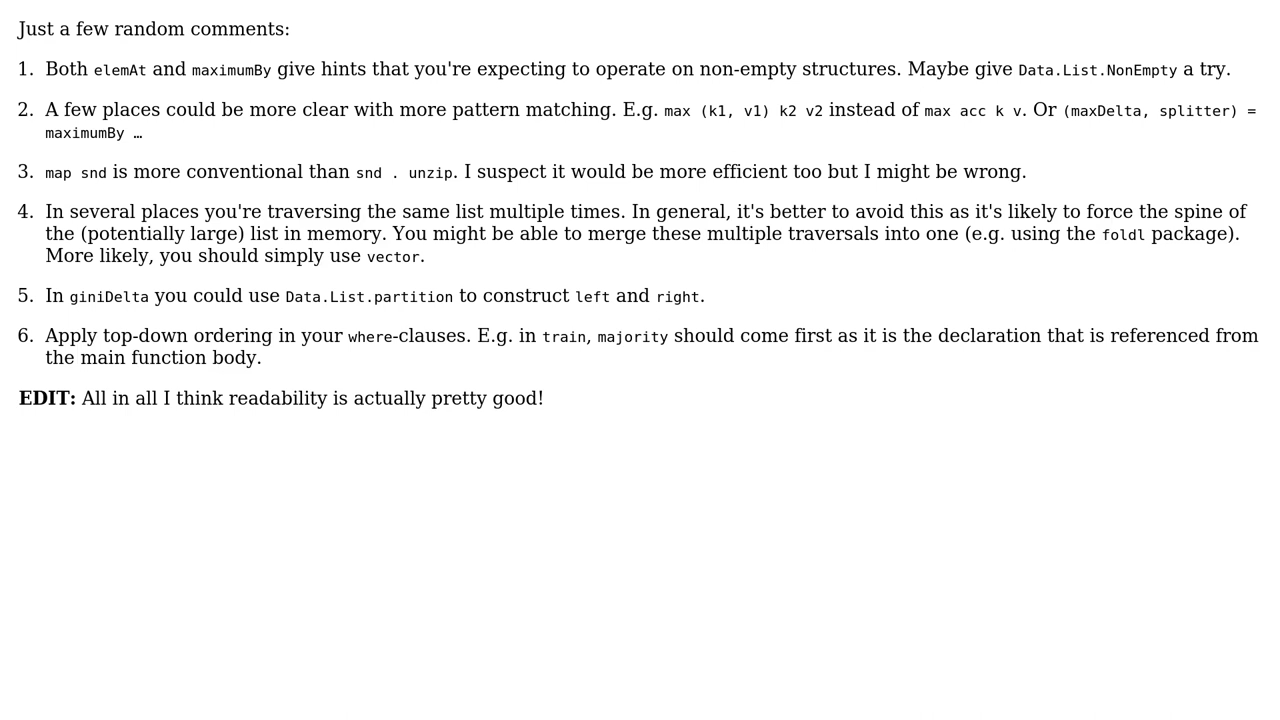 Just a few random comments:
1. Both elemAt and maximumBy give hints that you're expecting to operate on non-empty structures. Maybe give Data.List.NonEmpty a try.
2. A few places could be more clear with more pattern matching. E.g. max (k1, v1) k2 v2 instead of max acc k v. Or (maxDelta, splitter) =
maximumBy …
3. map snd is more conventional than snd . unzip. I suspect it would be more efficient too but I might be wrong.
4. In several places you're traversing the same list multiple times. In general, it's better to avoid this as it's likely to force the spine of
the (potentially large) list in memory. You might be able to merge these multiple traversals into one (e.g. using the foldl package).
More likely, you should simply use vector.
5. In giniDelta you could use Data.List.partition to construct left and right.
6. Apply top-down ordering in your where-clauses. E.g. in train, majority should come first as it is the declaration that is referenced from
the main function body.
EDIT: All in all I think readability is actually pretty good!